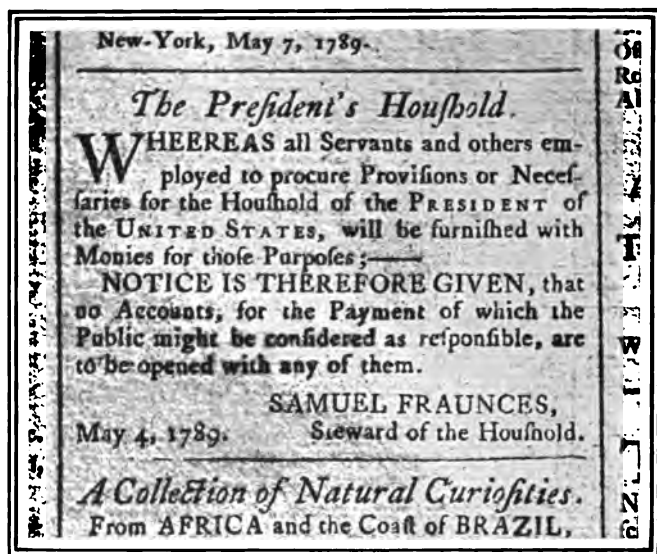 New-York, May 7, 1789.
The Preſident's Houſhold.
WHEEREAS all Servants and others em-
ployed to procure Proviſions or Neceſ-
ſaries for the Houſhold of the PRESIDENT of
the UNITED STATES, will be furniſhed with
Monies for thoſe Purpoſes;——
NOTICE IS THEREFORE GIVEN, that
no Accounts, for the Payment of which the
Public might be conſidered as reſponſible, are
to be opened with any of them.
SAMUEL FRAUNCES,
May 4, 1789. Steward of the Houſhold.
A Collection of Natural Curioſities.
From AFRICA and the Coaſt of BRAZIL,